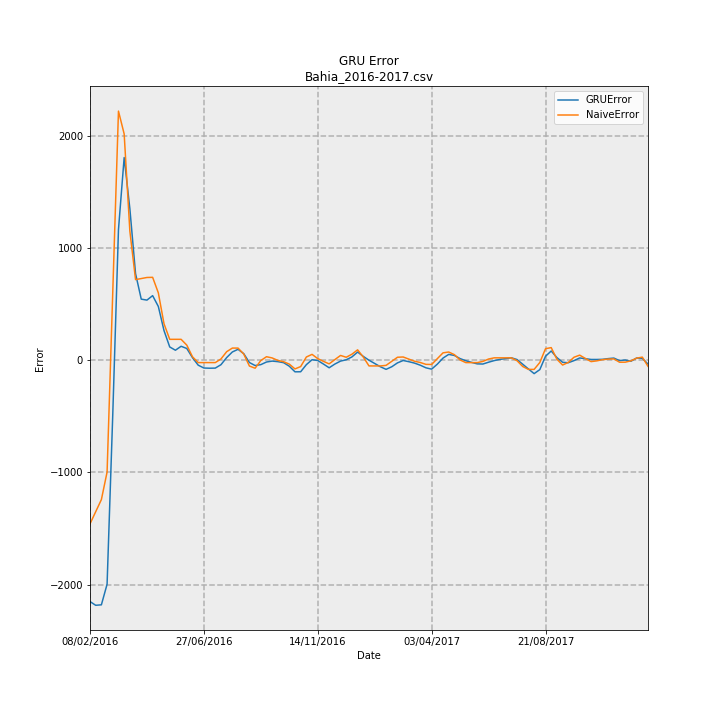 GRU Error
Bahia_2016-2017.csv
GRUError
NaiveError
2000
1000
0
−1000
−2000
Error
08/02/2016
27/06/2016
14/11/2016
03/04/2017
21/08/2017
Date